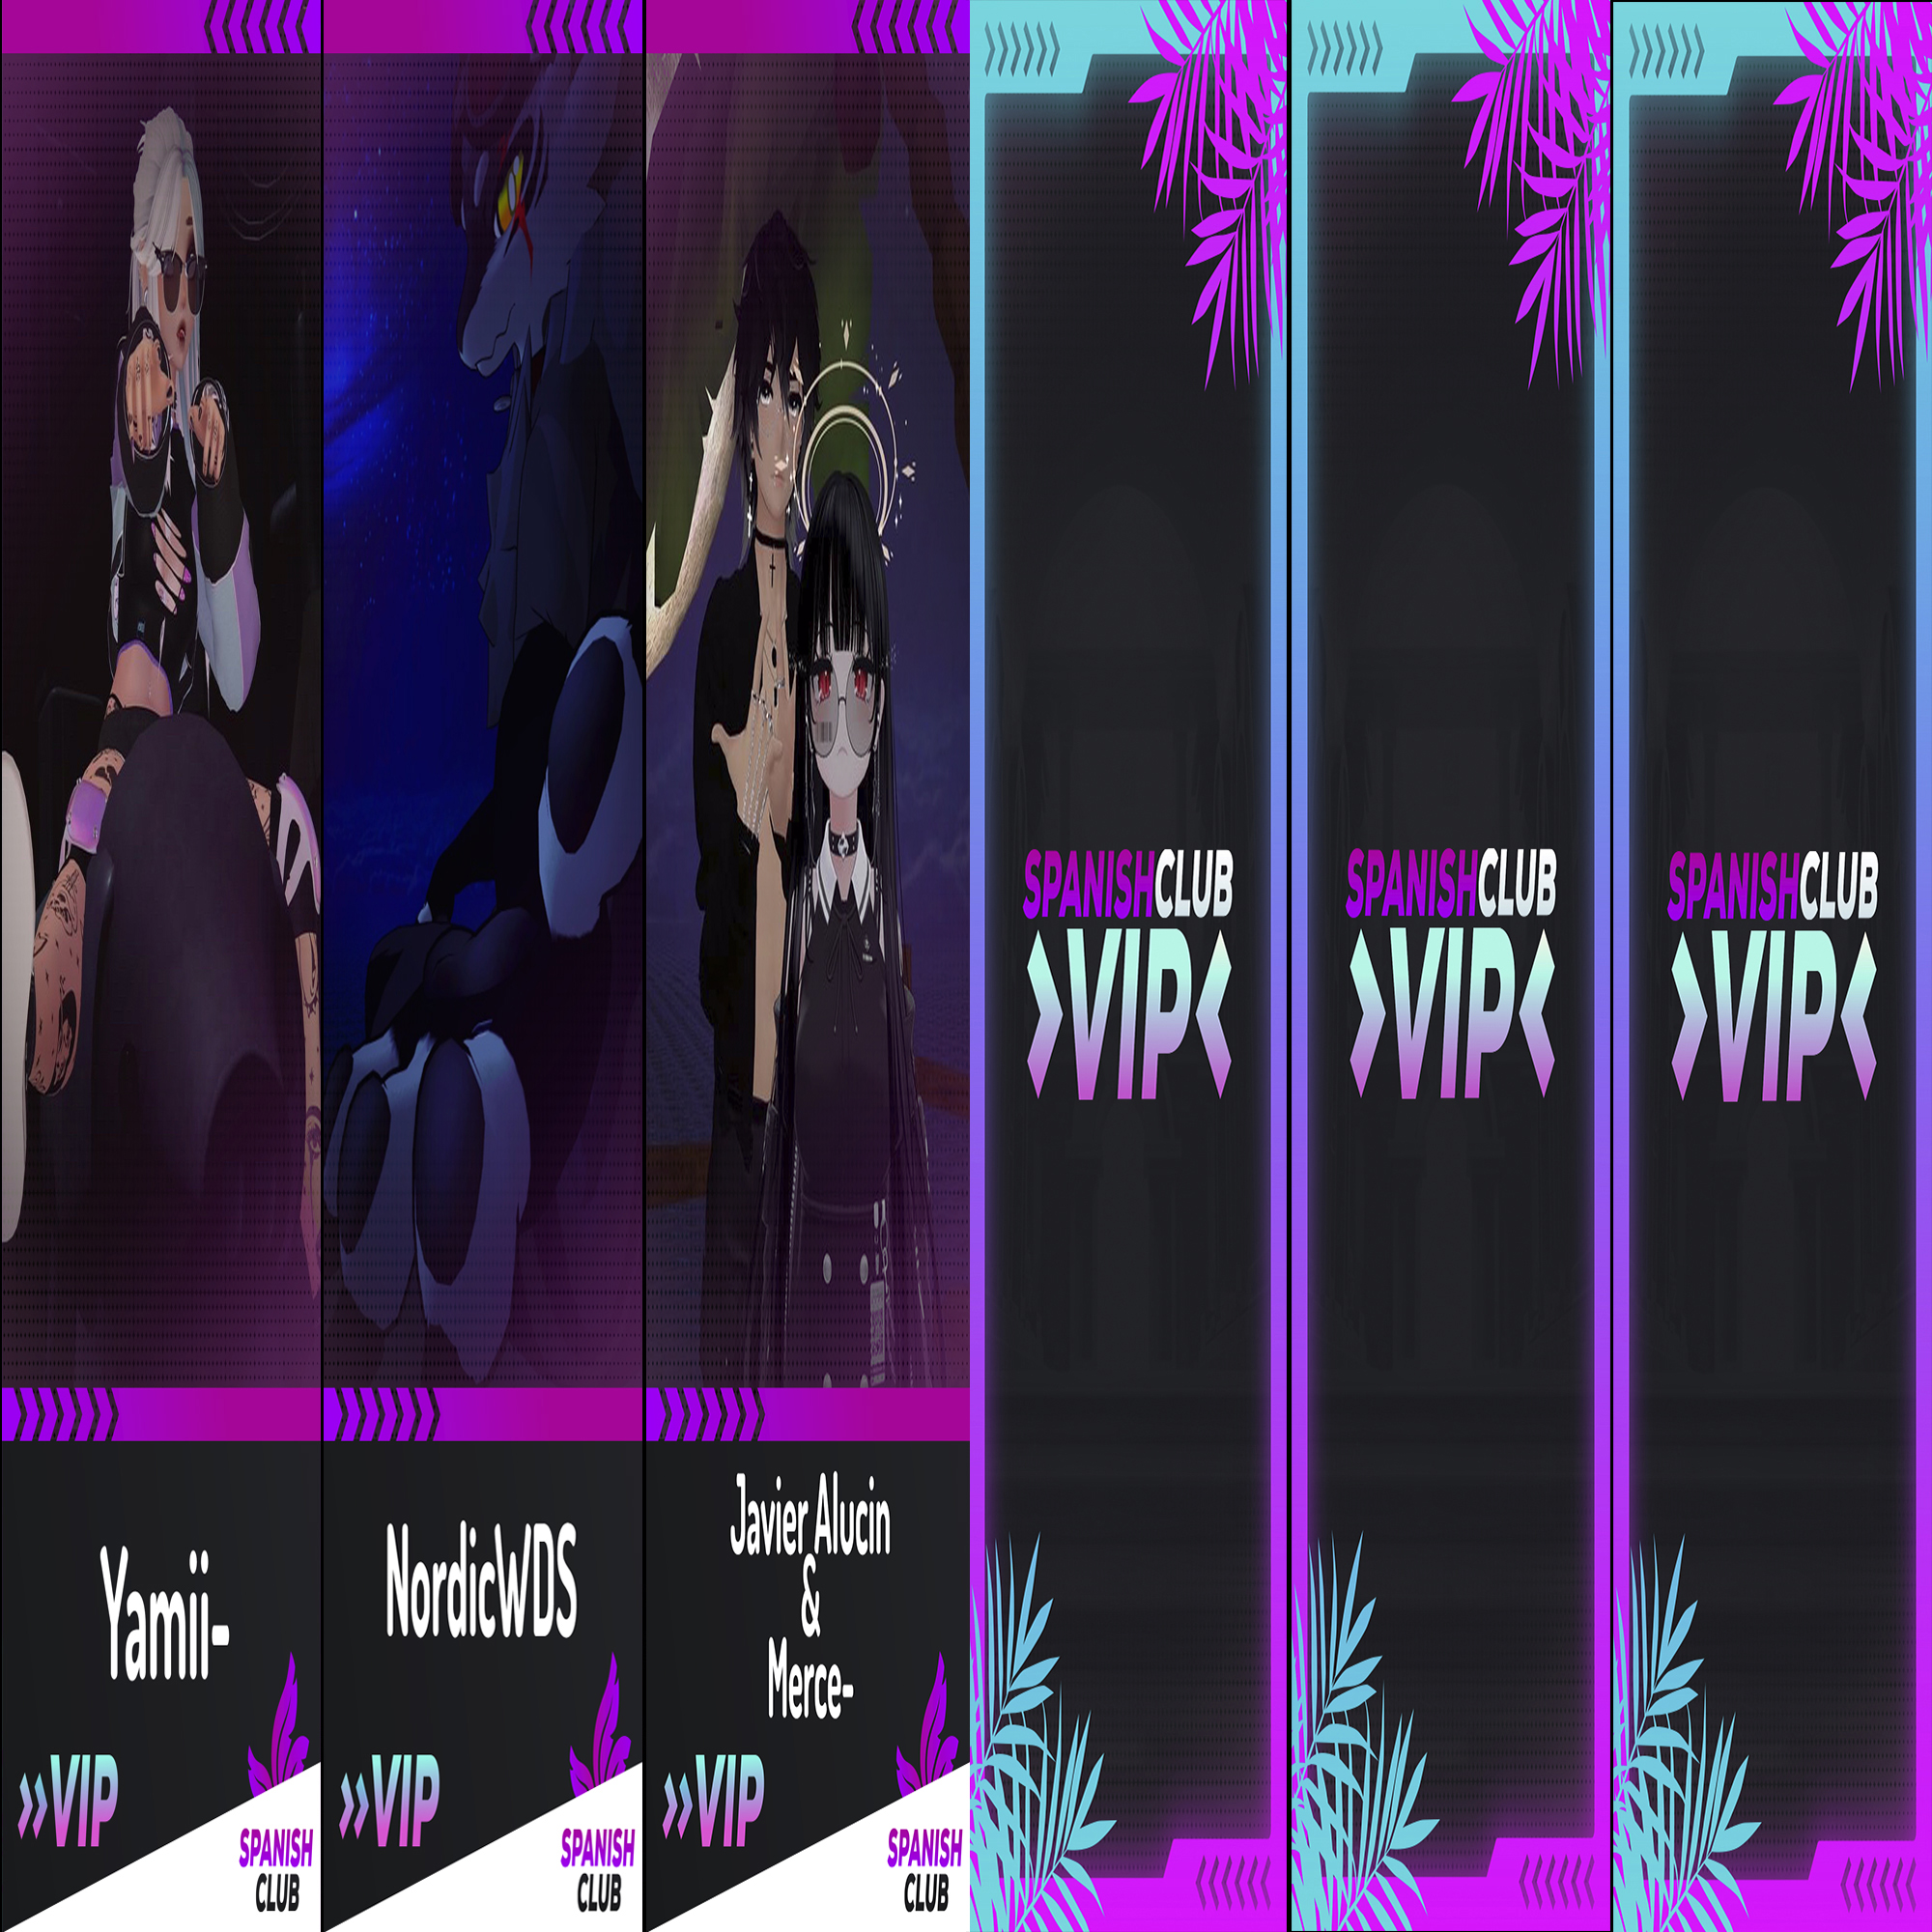 Yamii-
VIP
SPANISH
CLUB
NordicWDS
VIP
SPANISH
CLUB
Javier Alucin
&
Merce-
VIP
SPANISH
CLUB
SPANISHCLUB
VIP
SPANISHCLUB
VIP
SPANISHCLUB
VIP